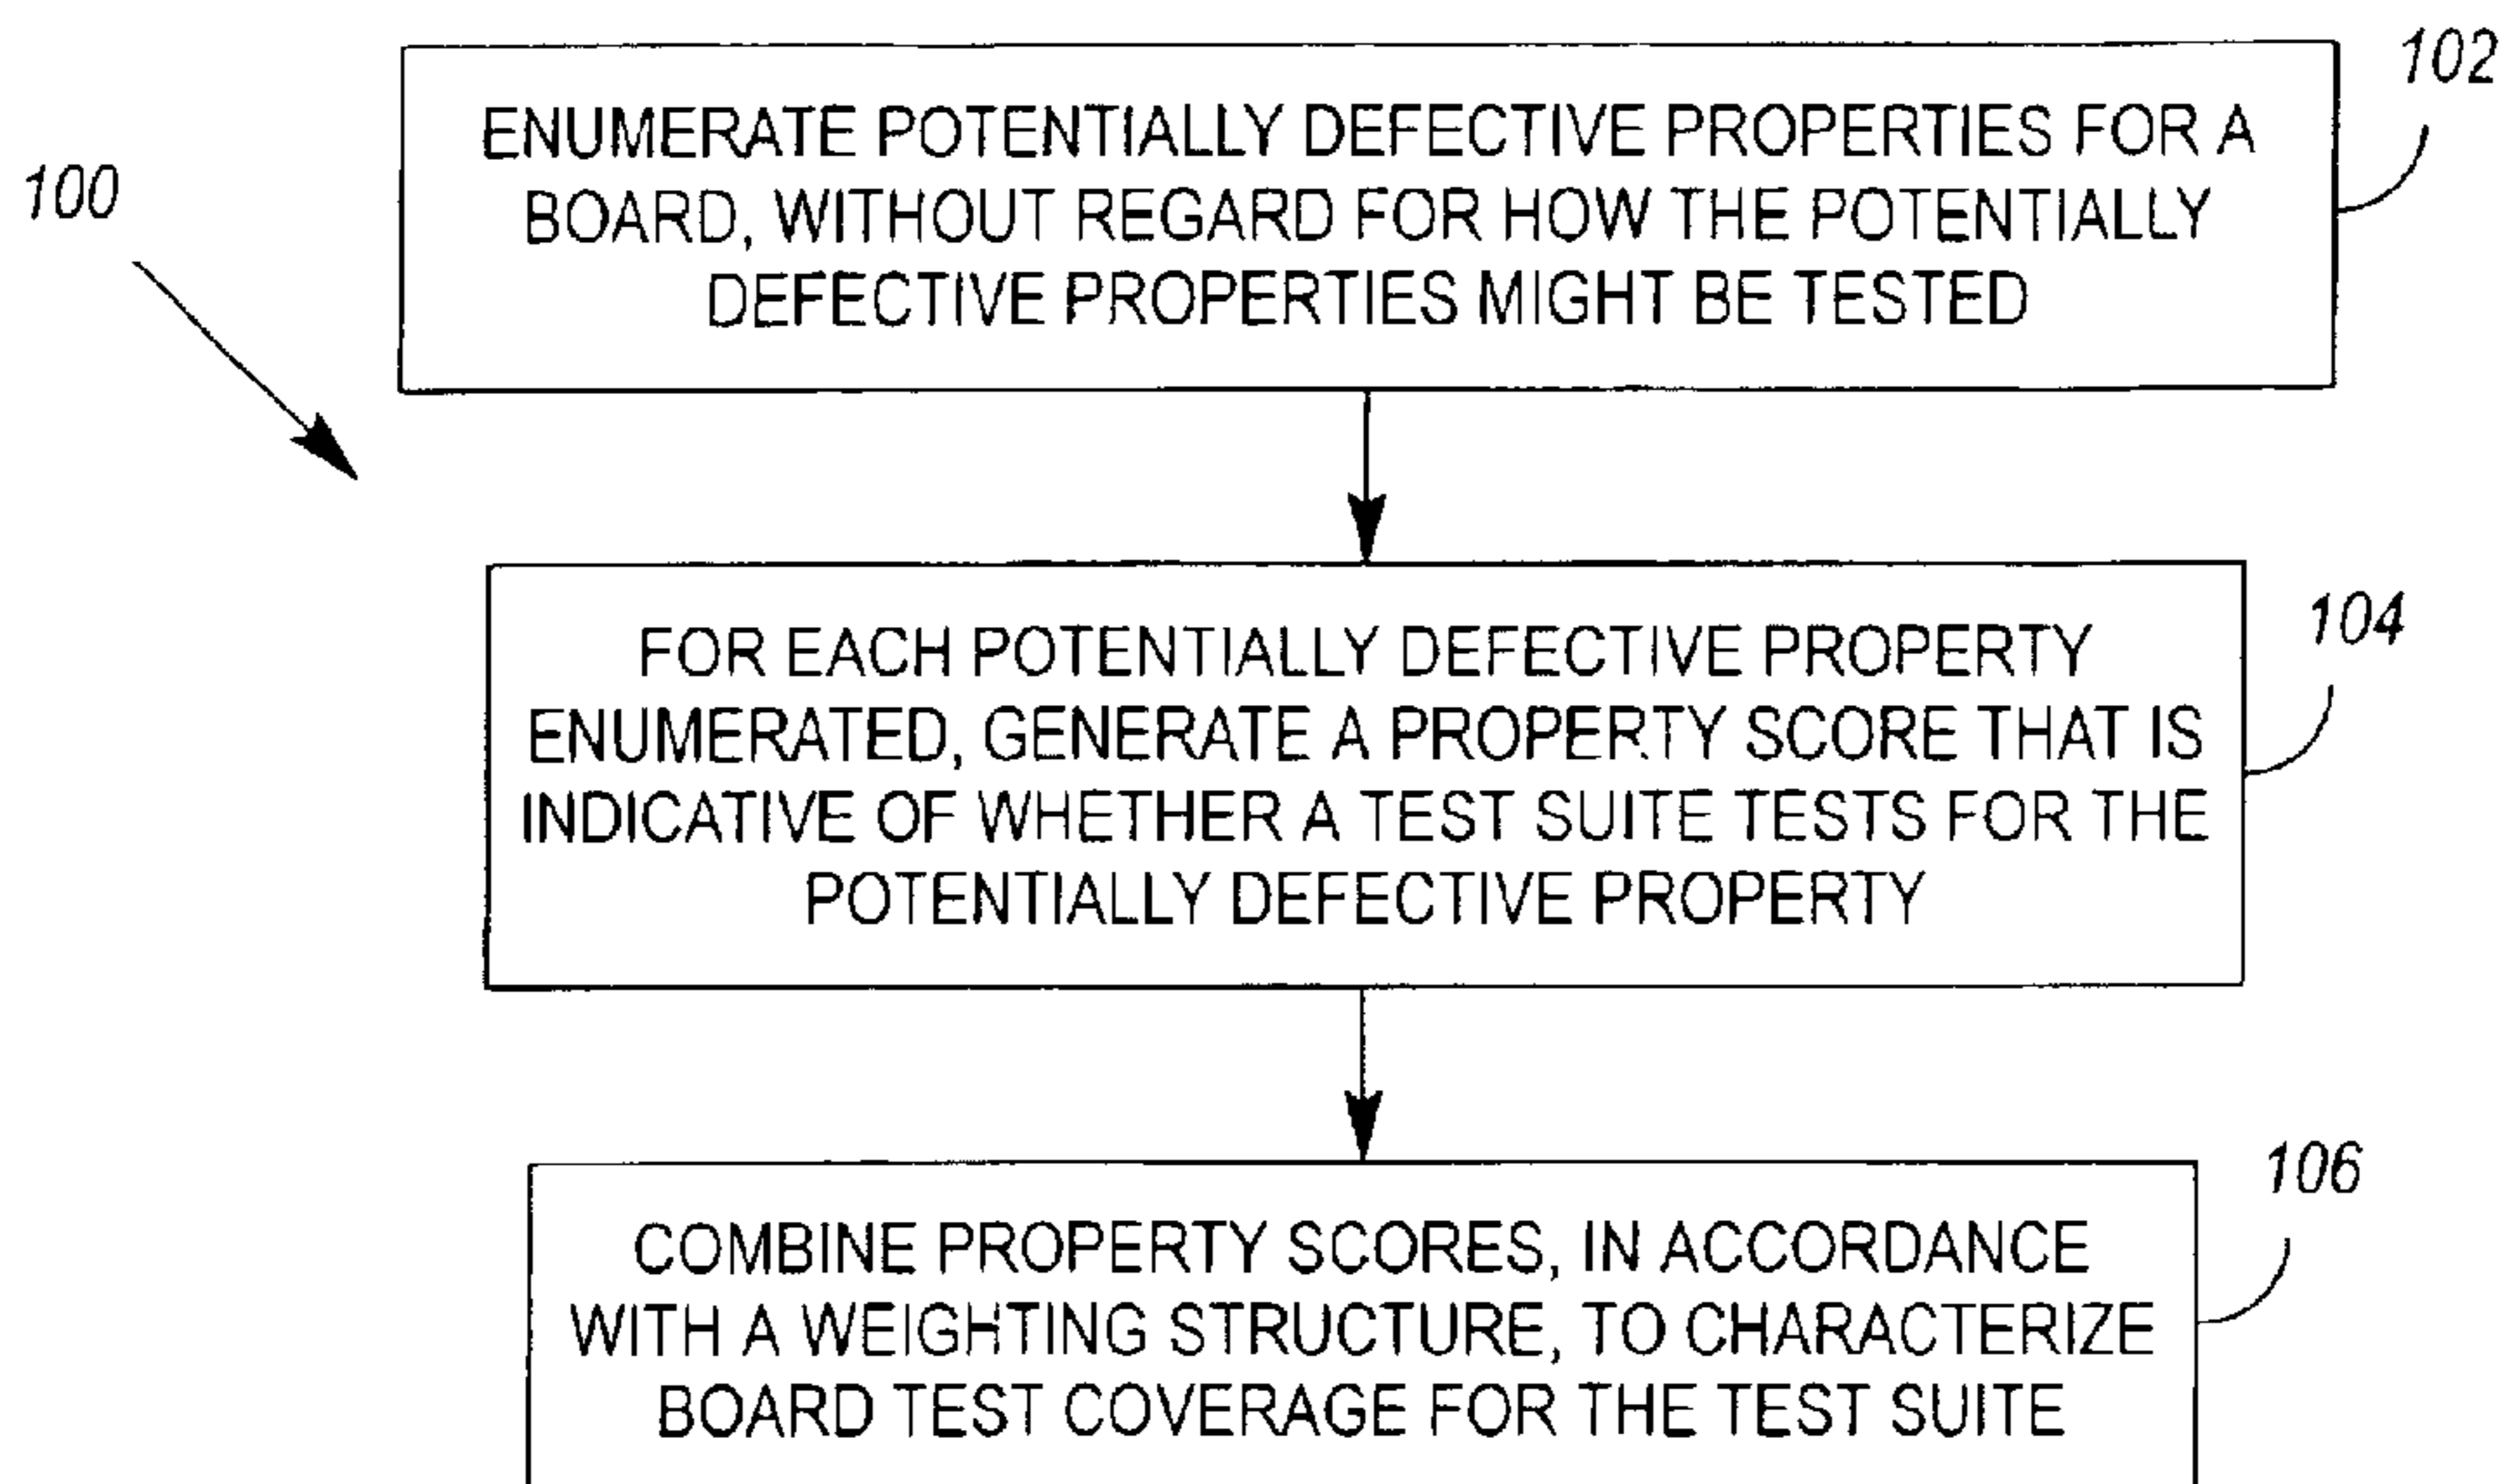 102
ENUMERATE POTENTIALLY DEFECTIVE PROPERTIES FOR A
BOARD, WITHOUT REGARD FOR HOW THE POTENTIALLY
DEFECTIVE PROPERTIES MIGHT BE TESTED
100
104
FOR EACH POTENTIALLY DEFECTIVE PROPERTY
ENUMERATED, GENERATE A PROPERTY SCORE THAT IS
INDICATIVE OF WHETHER A TEST SUITE TESTS FOR THE
POTENTIALLY DEFECTIVE PROPERTY
106
COMBINE PROPERTY SCORES, IN ACCORDANCE
WITH A WEIGHTING STRUCTURE, TO CHARACTERIZE
BOARD TEST COVERAGE FOR THE TEST SUITE